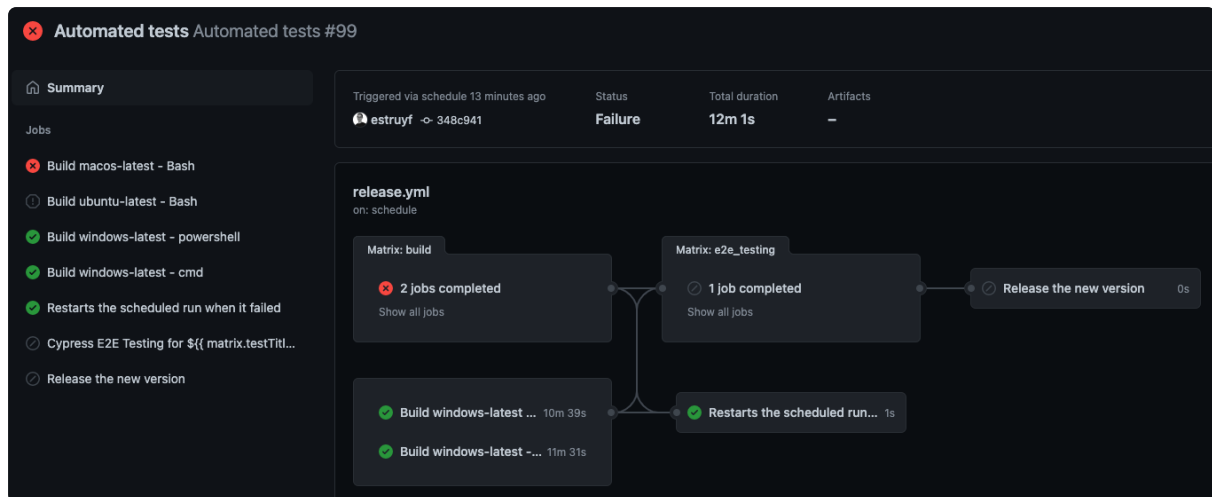 Automated tests Automated tests #99
Summary
Jobs
Build macos-latest - Bash
Build ubuntu-latest - Bash
Build windows-latest - powershell
Build windows-latest - cmd
Restarts the scheduled run when it failed
Cypress E2E Testing for ${{ matrix.testTitl...
Release the new version
Triggered via schedule 13 minutes ago
estruyf 348c941
Status
Failure
Total duration
12m 1s
Artifacts
–
release.yml
on: schedule
Matrix: build
2 jobs completed
Show all jobs
Matrix: e2e_testing
1 job completed
Show all jobs
Release the new version 0s
Build windows-latest ... 10m 39s
Build windows-latest -... 11m 31s
Restarts the scheduled run... 1s